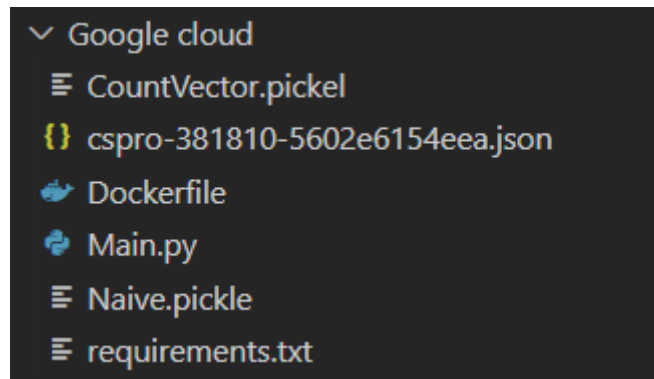 Google cloud
CountVector.pickel
{} cspro-381810-5602e6154eea.json
Dockerfile
Main.py
Naive.pickle
requirements.txt